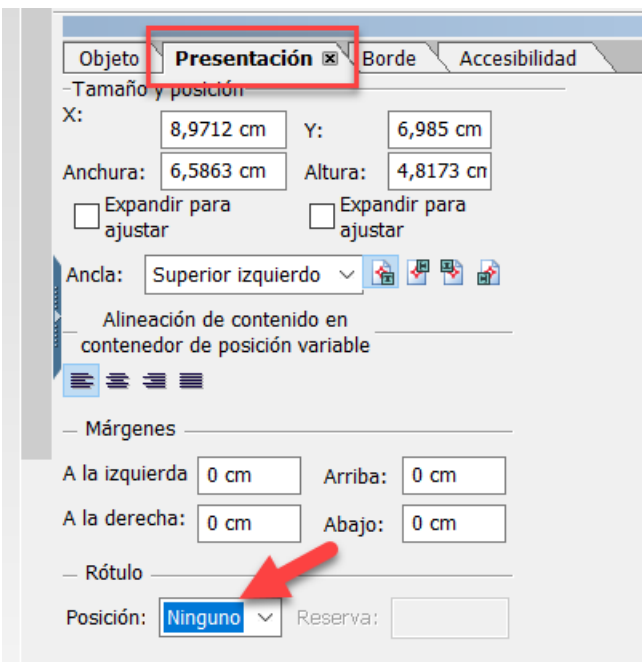 Objeto Presentación Borde Accesibilidad
Tamaño y posición
X: 8,9712 cm Y: 6,985 cm
Anchura: 6,5863 cm Altura: 4,8173 cm
Expandir para Expandir para
ajustar ajustar
Ancla: Superior izquierdo
Alineación de contenido en
contenedor de posición variable
Márgenes
A la izquierda 0 cm Arriba: 0 cm
A la derecha: 0 cm Abajo: 0 cm
Rótulo
Posición: Ninguno Reserva: